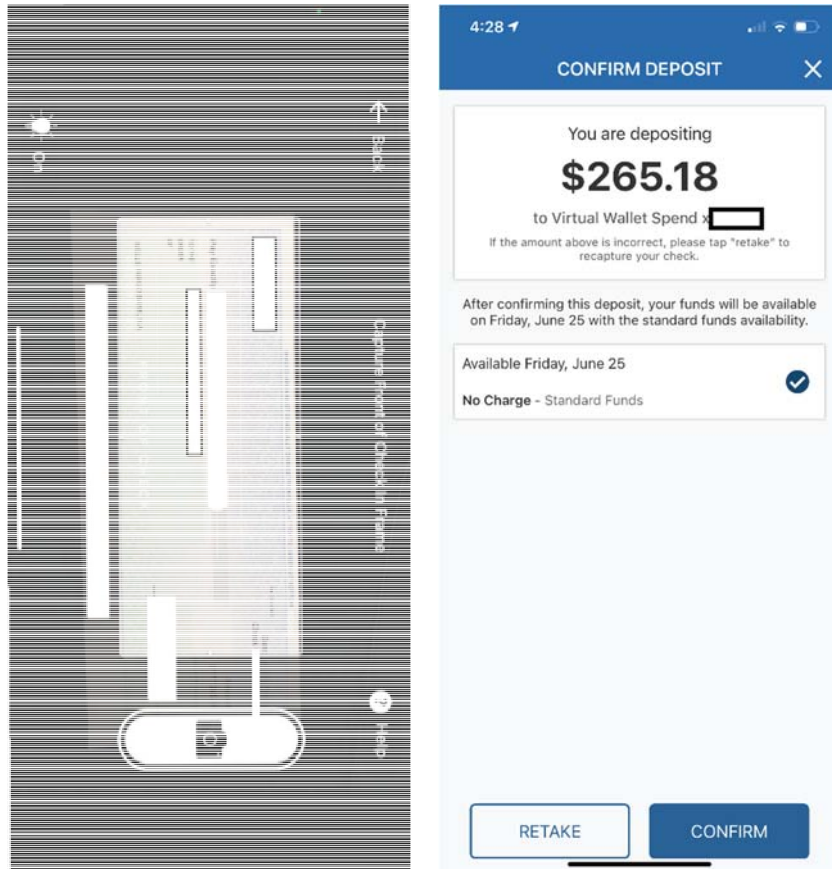 On
Back
Capture Front of Check in Frame
? Help
4:28
CONFIRM DEPOSIT
You are depositing
$265.18
to Virtual Wallet Spend x
If the amount above is incorrect, please tap "retake" to
recapture your check.
After confirming this deposit, your funds will be available
on Friday, June 25 with the standard funds availability.
Available Friday, June 25
No Charge - Standard Funds
RETAKE
CONFIRM